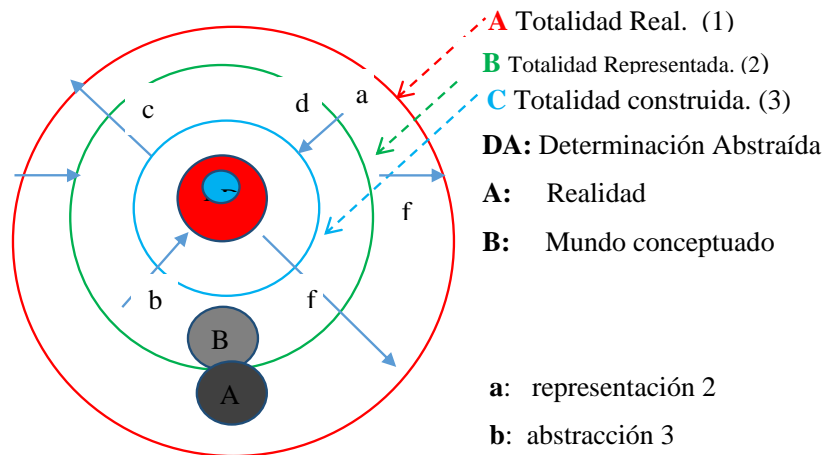 A Totalidad Real. (1)
B Totalidad Representada. (2)
C Totalidad construida. (3)
DA: Determinación Abstraída
A: Realidad
B: Mundo conceptuado
a: representación 2
b: abstracción 3
c
d
a
f
b
f
B
A